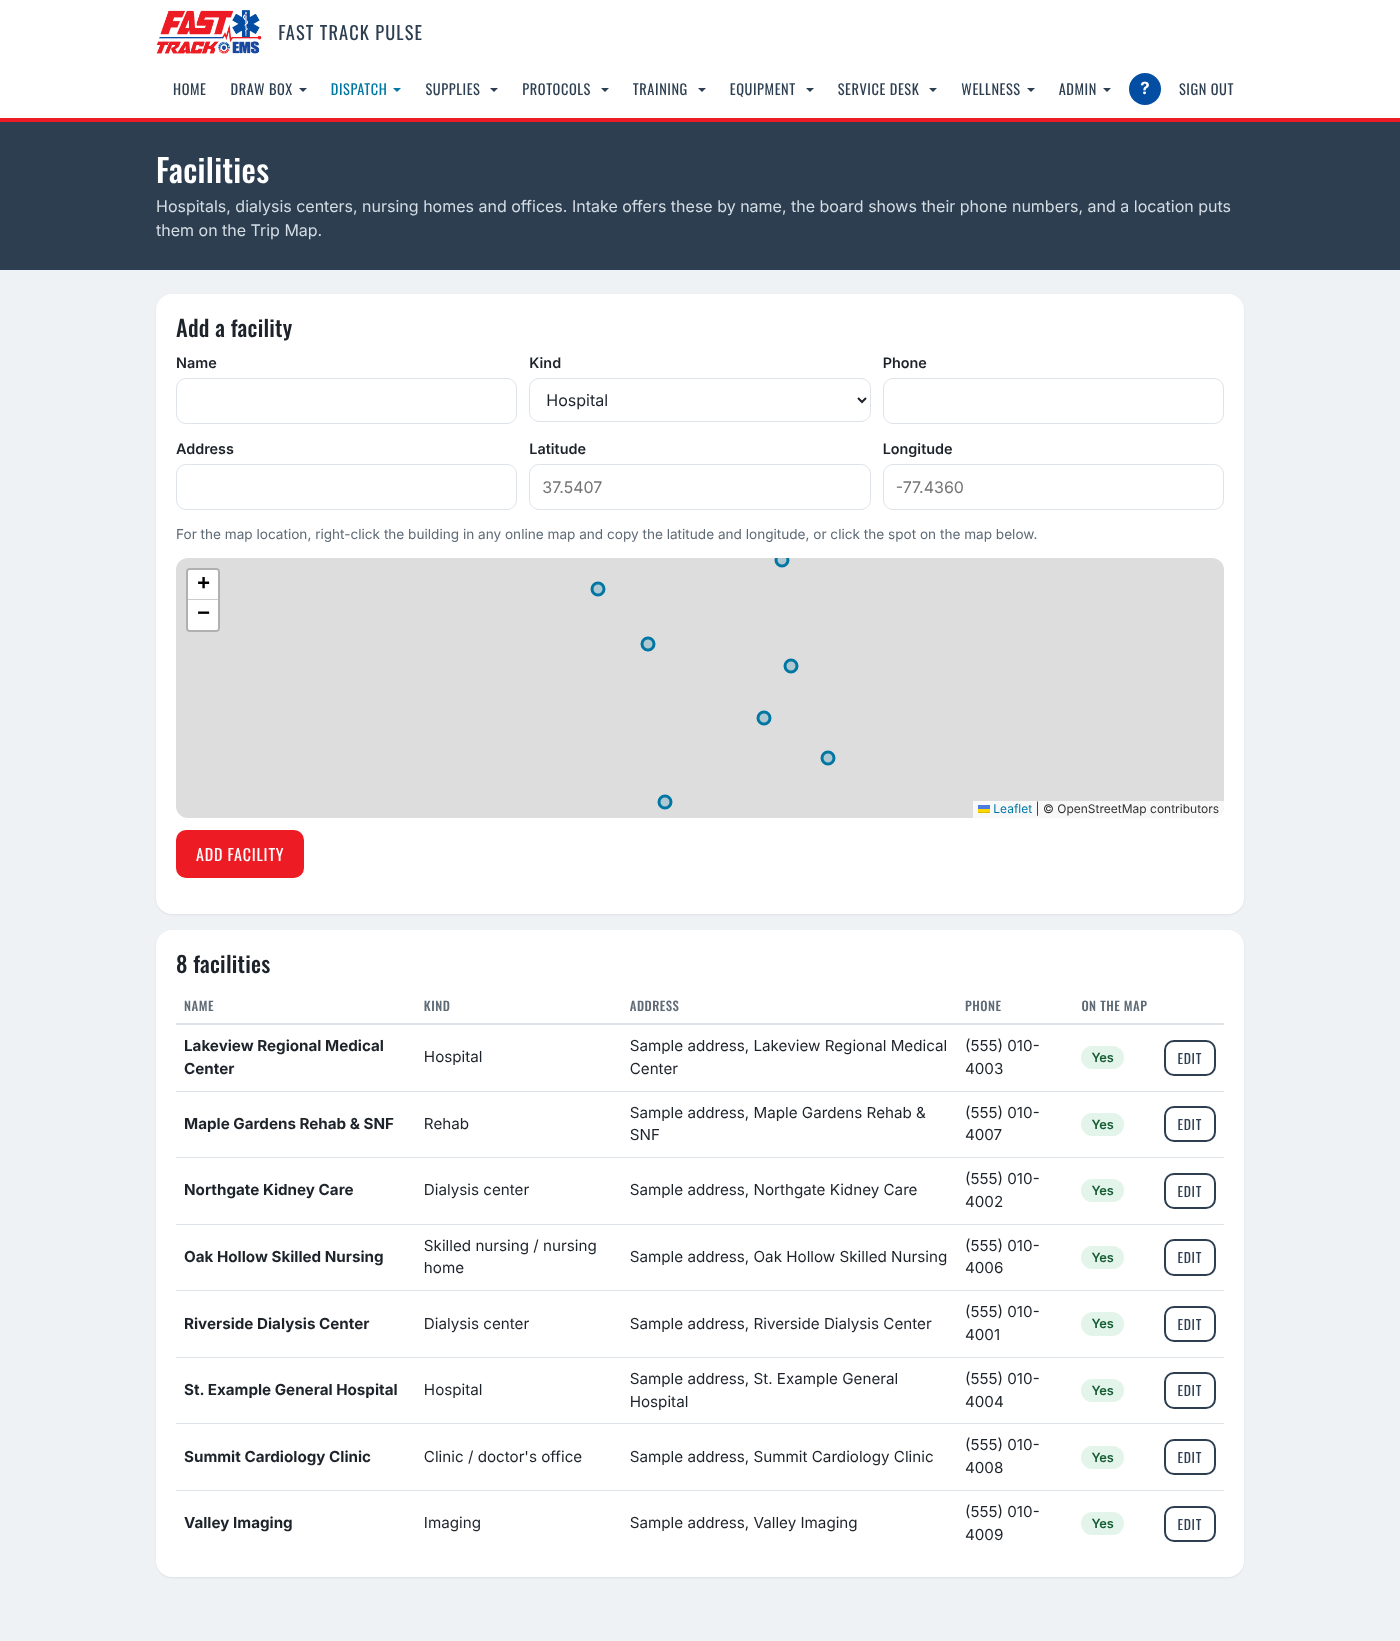 FAST TRACK EMS
FAST TRACK PULSE
HOME DRAW BOX DISPATCH SUPPLIES PROTOCOLS TRAINING EQUIPMENT SERVICE DESK WELLNESS ADMIN ? SIGN OUT
Facilities
Hospitals, dialysis centers, nursing homes and offices. Intake offers these by name, the board shows their phone numbers, and a location puts
them on the Trip Map.
Add a facility
Name Kind Phone
Hospital
Address Latitude Longitude
37.5407 -77.4360
For the map location, right-click the building in any online map and copy the latitude and longitude, or click the spot on the map below.
+
−
Leaflet | © OpenStreetMap contributors
ADD FACILITY
8 facilities
NAME KIND ADDRESS PHONE ON THE MAP
Lakeview Regional Medical
Center
Hospital
Sample address, Lakeview Regional Medical
Center
(555) 010-
4003
Yes
EDIT
Maple Gardens Rehab & SNF
Rehab
Sample address, Maple Gardens Rehab &
SNF
(555) 010-
4007
Yes
EDIT
Northgate Kidney Care
Dialysis center
Sample address, Northgate Kidney Care
(555) 010-
4002
Yes
EDIT
Oak Hollow Skilled Nursing
Skilled nursing / nursing
home
Sample address, Oak Hollow Skilled Nursing
(555) 010-
4006
Yes
EDIT
Riverside Dialysis Center
Dialysis center
Sample address, Riverside Dialysis Center
(555) 010-
4001
Yes
EDIT
St. Example General Hospital
Hospital
Sample address, St. Example General
Hospital
(555) 010-
4004
Yes
EDIT
Summit Cardiology Clinic
Clinic / doctor's office
Sample address, Summit Cardiology Clinic
(555) 010-
4008
Yes
EDIT
Valley Imaging
Imaging
Sample address, Valley Imaging
(555) 010-
4009
Yes
EDIT